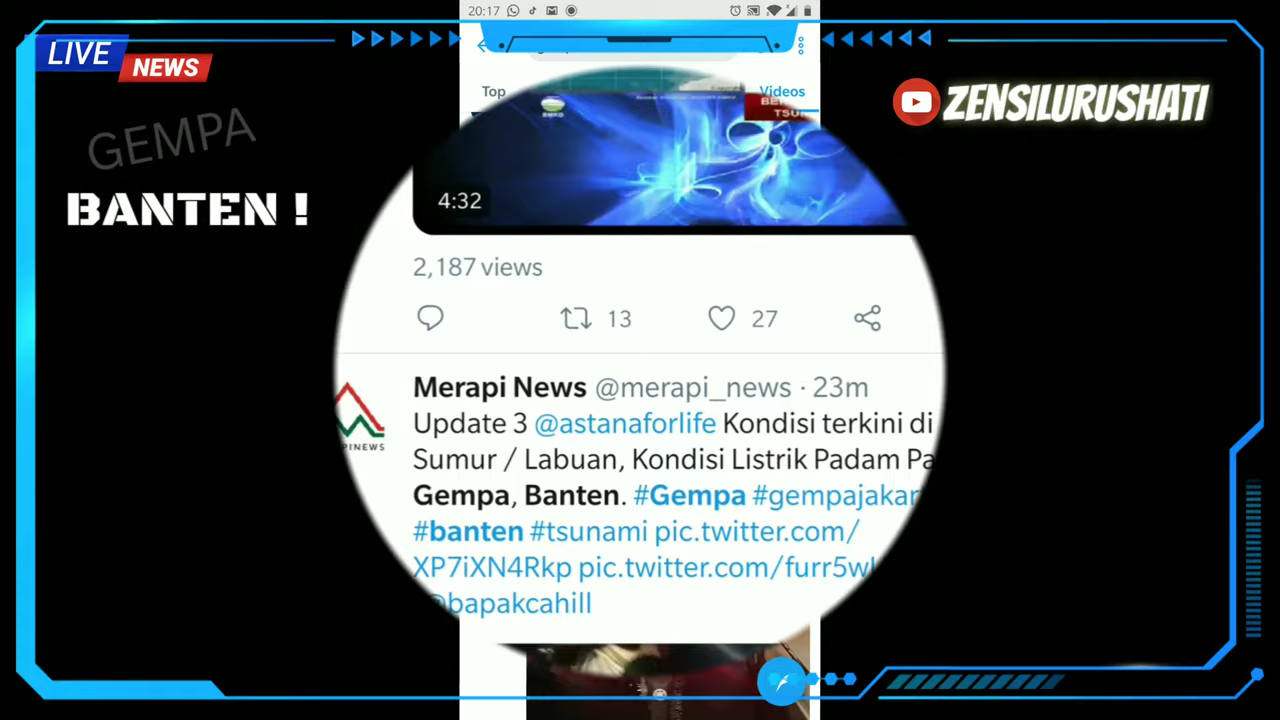 20:17
LIVE
NEWS
GEMPA
BANTEN !
ZENSILURUSHATI
Top
Videos
BMKG
4:32
2,187 views
13
27
Merapi News @merapi_news · 23m
Update 3 @astanaforlife Kondisi terkini di
Sumur / Labuan, Kondisi Listrik Padam
Gempa, Banten. #Gempa
#banten #tsunami pic.twitter.com/
XP7iXN4Rkp pic.twitter.com/
@bapakcahill